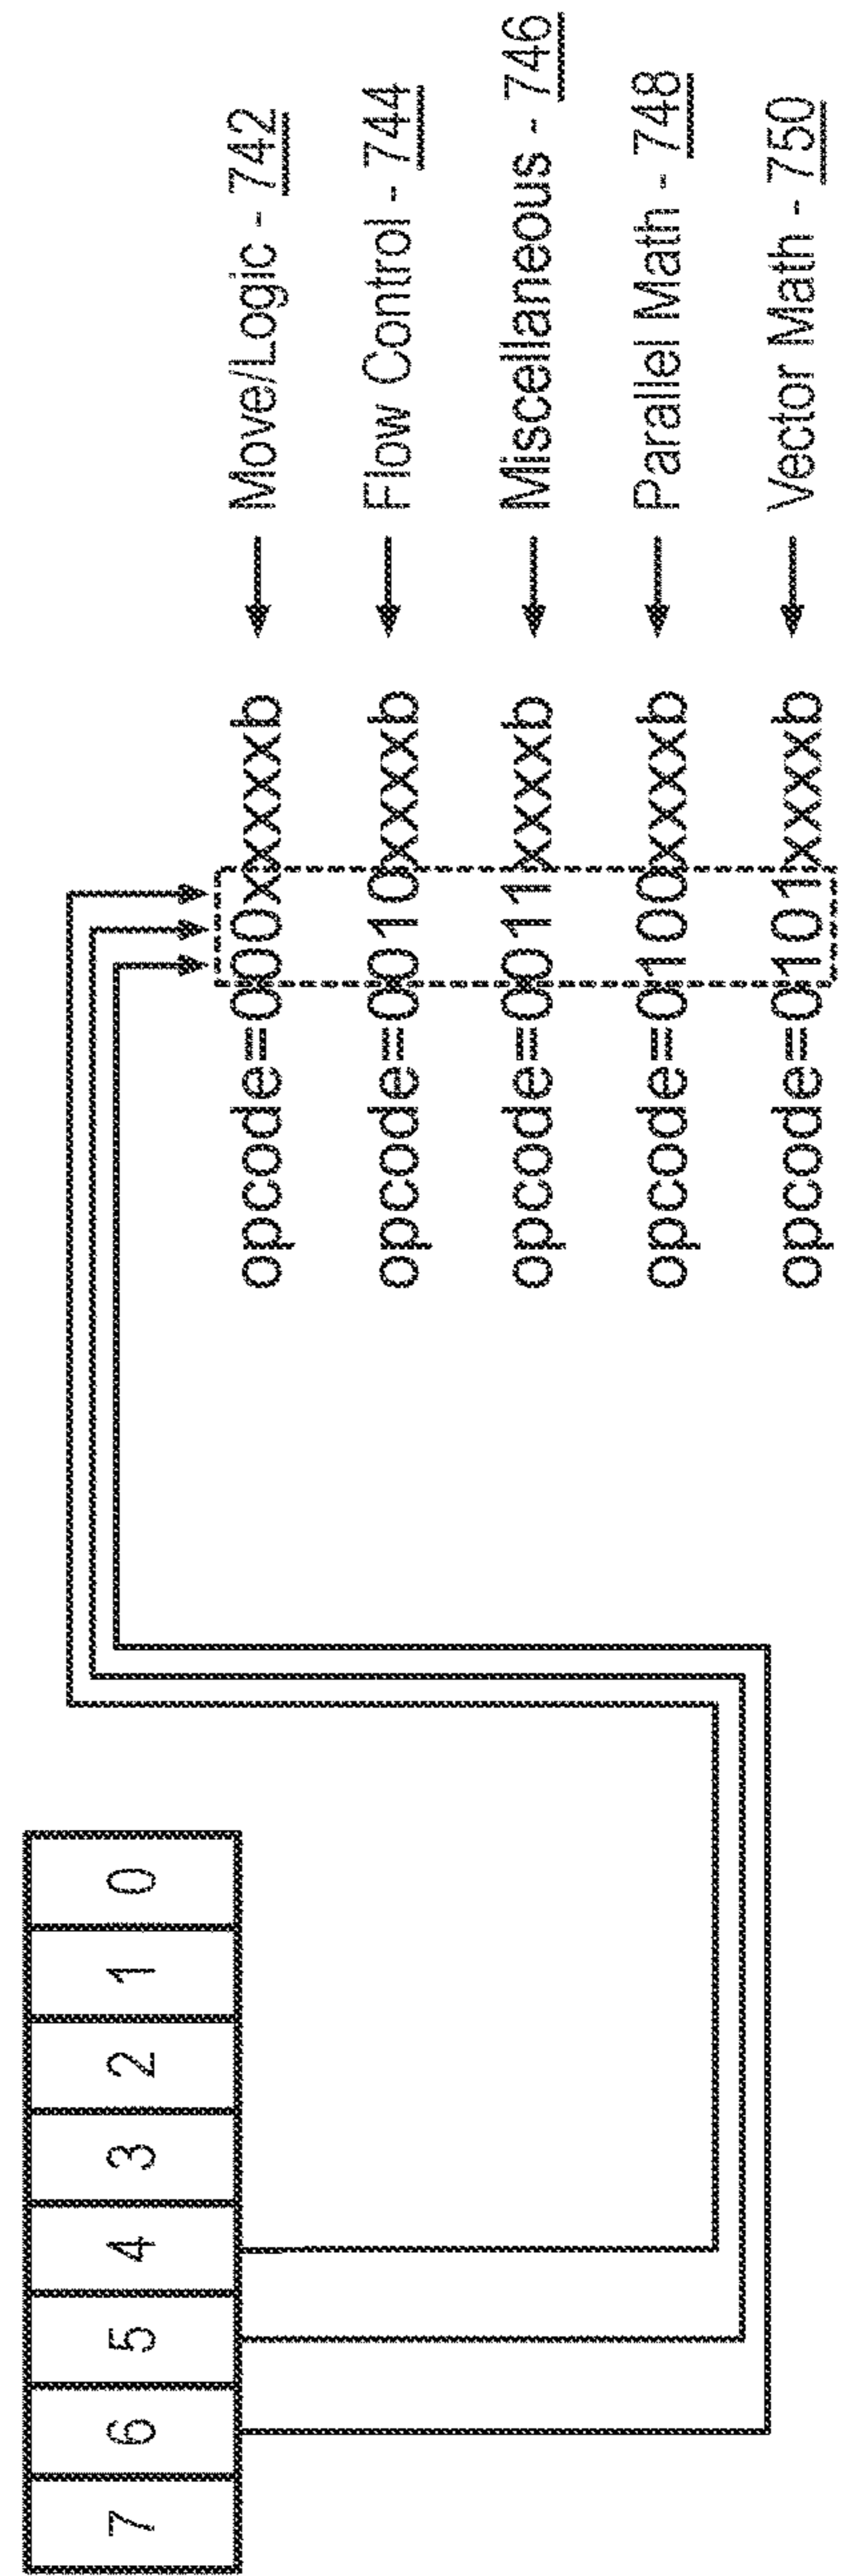 7 6 5 4 3 2 1 0
opcode=000xxxxxb ← Move/Logic - 742
opcode=0010xxxxb ← Flow Control - 744
opcode=0011xxxxb ← Miscellaneous - 746
opcode=0100xxxxb ← Parallel Math - 748
opcode=0101xxxxb ← Vector Math - 750